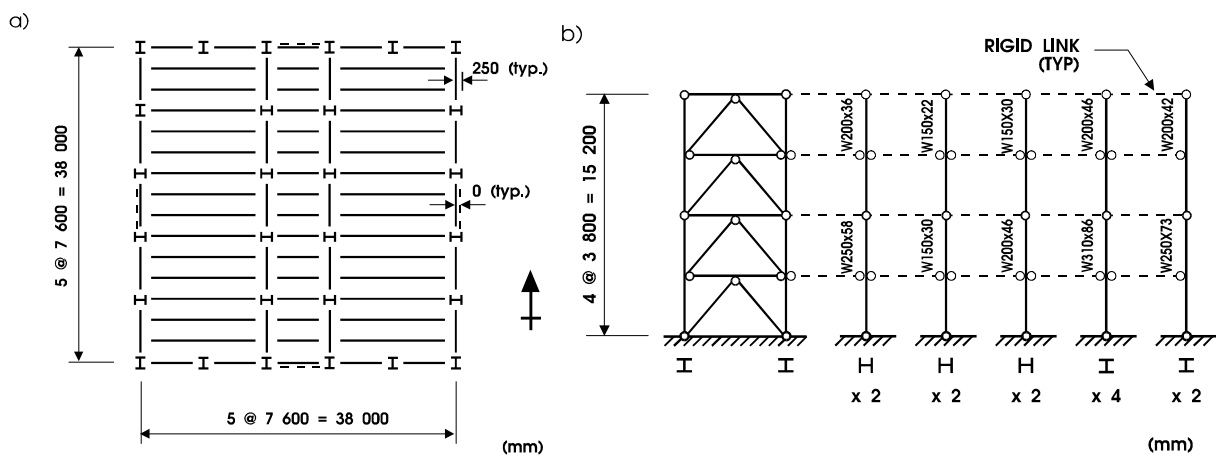 a)
250 (typ.)
0 (typ.)
5 @ 7 600 = 38 000
5 @ 7 600 = 38 000
(mm)
b)
RIGID LINK
(TYP)
4 @ 3 800 = 15 200
W200x36
W150x22
W150X30
W200x46
W200x42
W250x58
W150x30
W200x46
W310x86
W250X73
x 2
x 2
x 2
x 4
x 2
(mm)